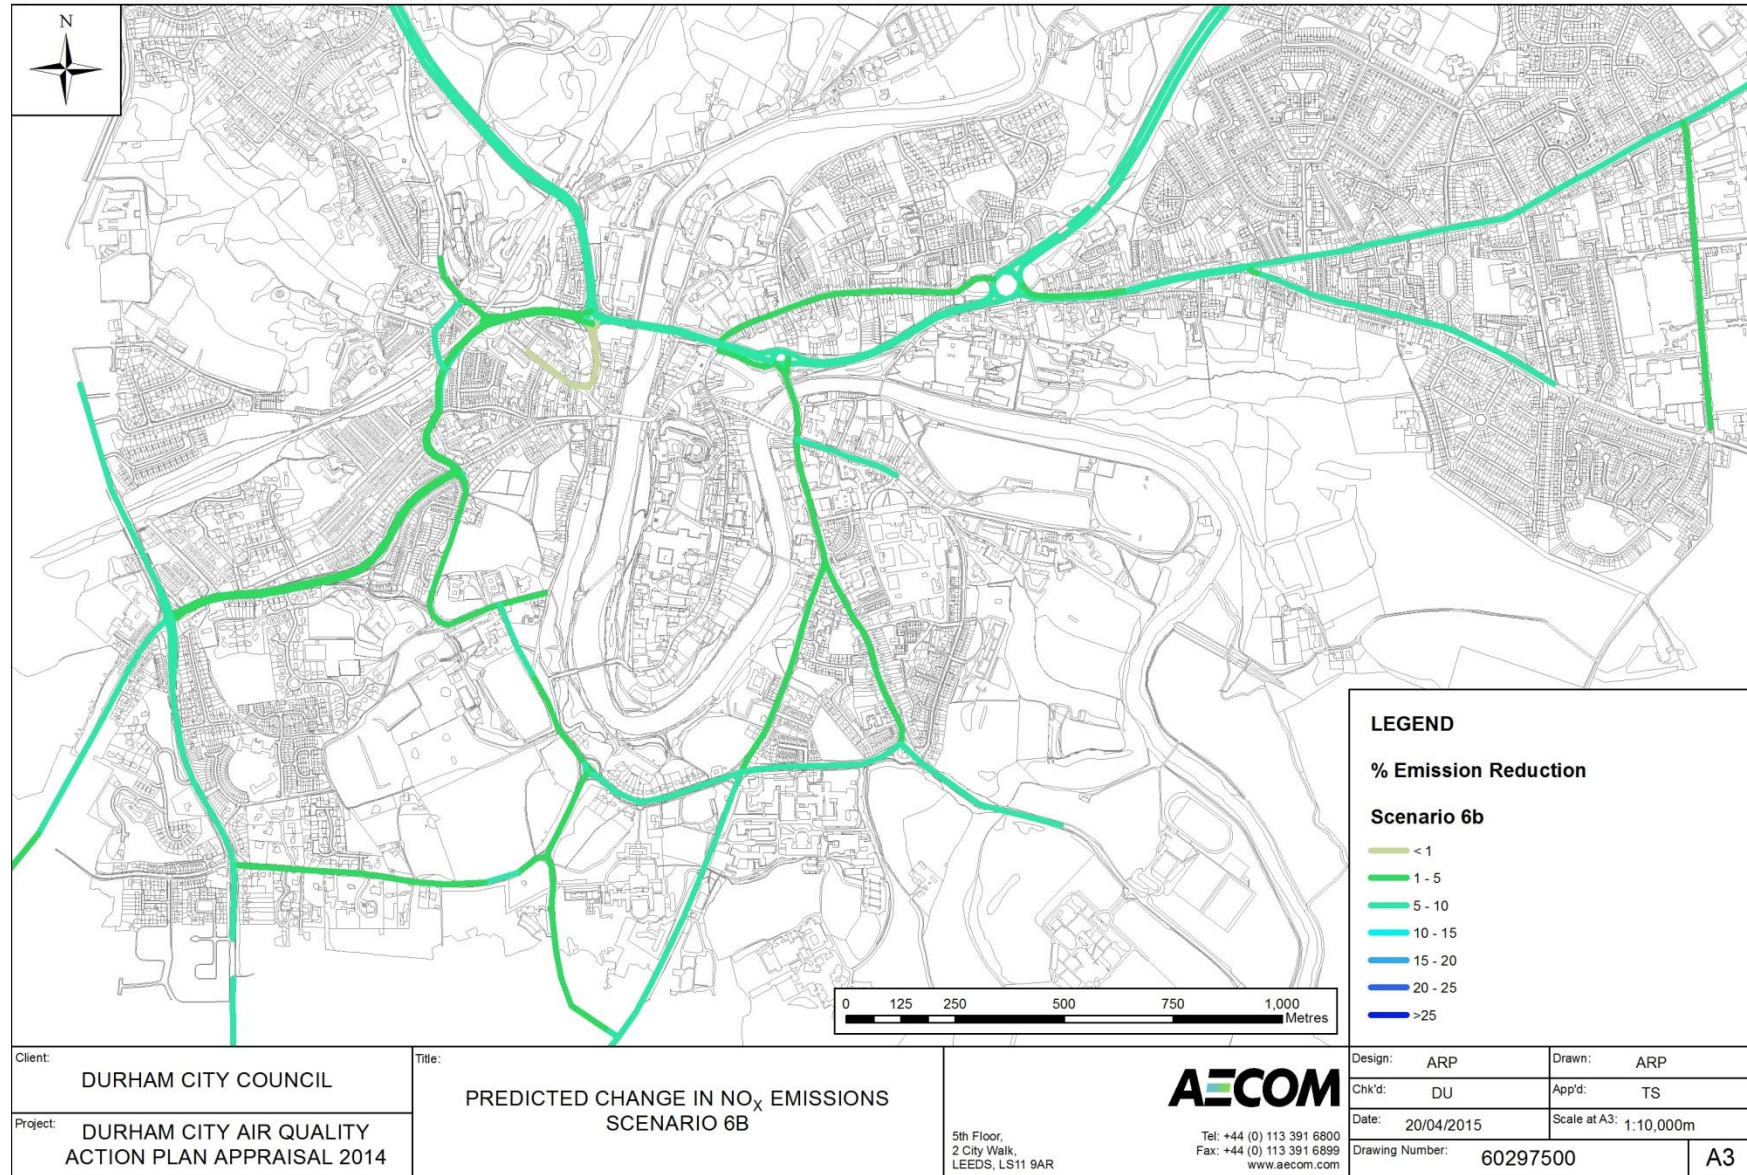 N
LEGEND
% Emission Reduction
Scenario 6b
< 1
1 - 5
5 - 10
10 - 15
15 - 20
20 - 25
>25
0 125 250 500 750 1,000
Metres
Client:
DURHAM CITY COUNCIL
Project:
DURHAM CITY AIR QUALITY
ACTION PLAN APPRAISAL 2014
Title:
PREDICTED CHANGE IN NOX EMISSIONS
SCENARIO 6B
AECOM
5th Floor,
2 City Walk,
LEEDS, LS11 9AR
Tel: +44 (0) 113 391 6800
Fax: +44 (0) 113 391 6899
www.aecom.com
Design: ARP
Drawn: ARP
Chk'd: DU
App'd: TS
Date: 20/04/2015
Scale at A3: 1:10,000m
Drawing Number: 60297500
A3